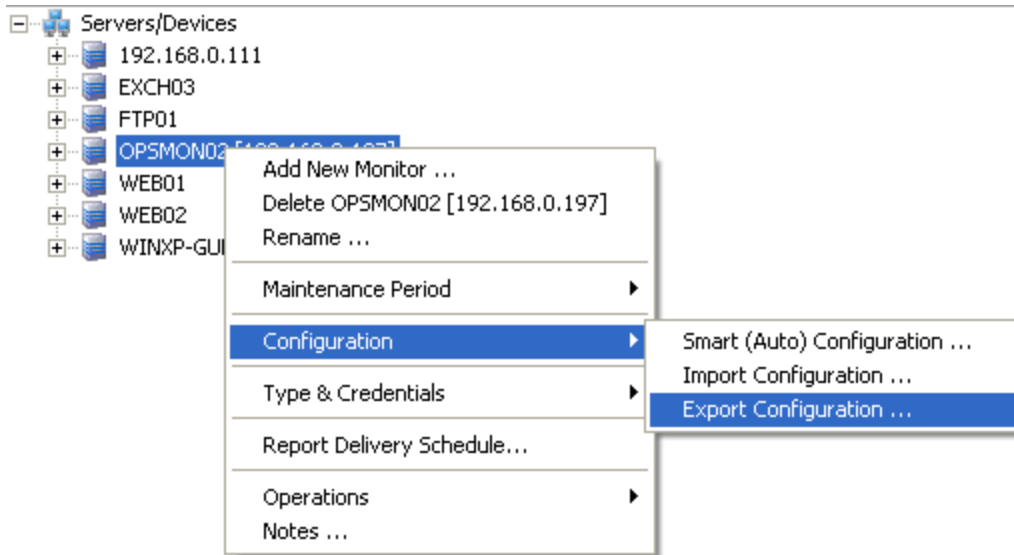 Servers/Devices
192.168.0.111
EXCH03
FTP01
OPSMON02
WEB01
WEB02
WINXP-GUI
Add New Monitor ...
Delete OPSMON02 [192.168.0.197]
Rename ...
Maintenance Period
Configuration
Type & Credentials
Report Delivery Schedule...
Operations
Notes ...
Smart (Auto) Configuration ...
Import Configuration ...
Export Configuration ...